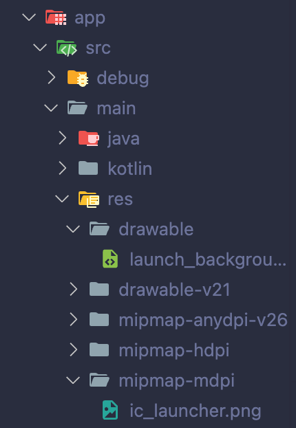 app
src
debug
main
java
kotlin
res
drawable
launch_backgrou...
drawable-v21
mipmap-anydpi-v26
mipmap-hdpi
mipmap-mdpi
ic_launcher.png